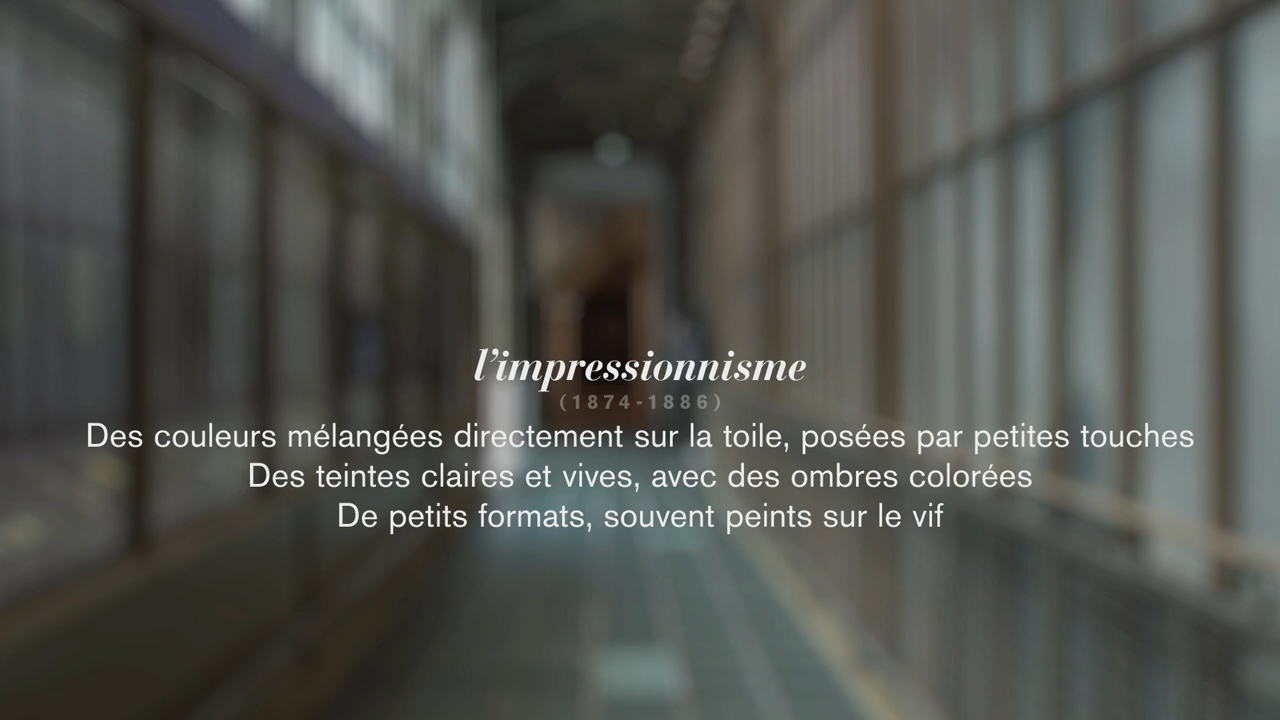 l’impressionnisme
(1874-1886)
Des couleurs mélangées directement sur la toile, posées par petites touches
Des teintes claires et vives, avec des ombres colorées
De petits formats, souvent peints sur le vif